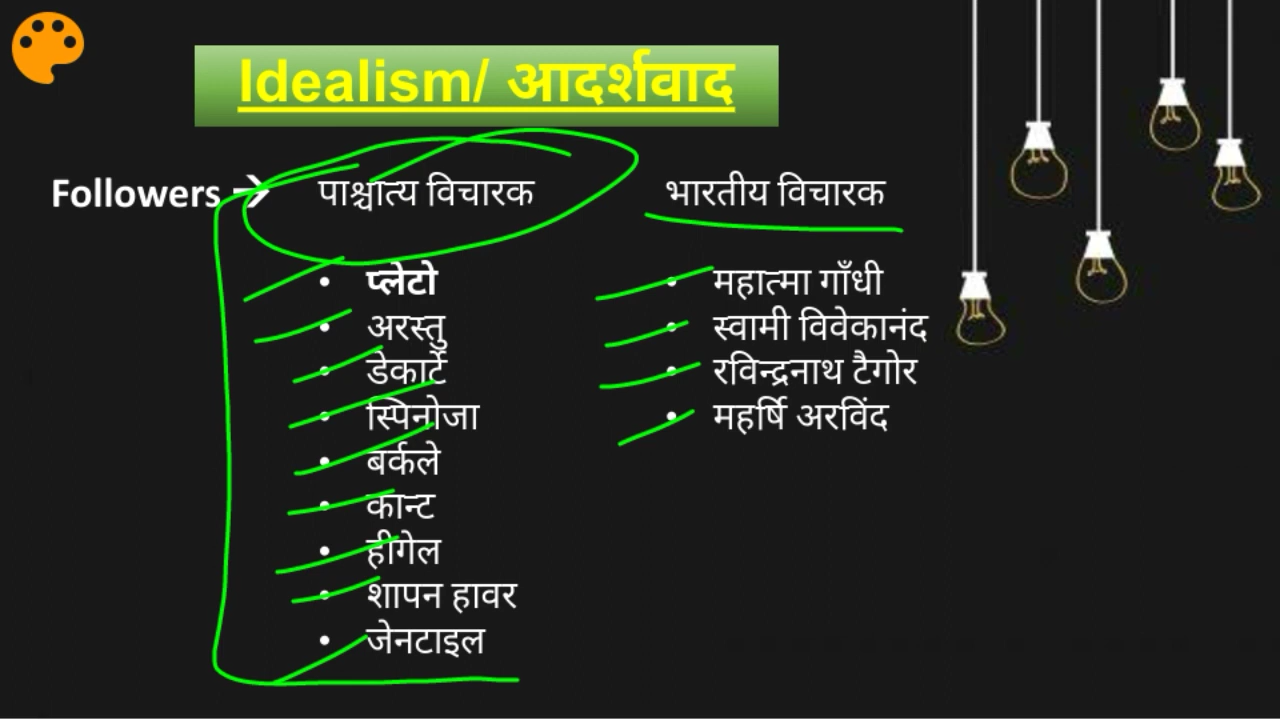 Idealism/ आदर्शवाद
Followers → पाश्चात्य विचारक
• प्लेटो
• अरस्तु
• डेकार्टे
• स्पिनोजा
• बर्कले
• कान्ट
• हीगेल
• शापन हावर
• जेनटाइल
भारतीय विचारक
• महात्मा गाँधी
• स्वामी विवेकानंद
• रविन्द्रनाथ टैगोर
• महर्षि अरविंद